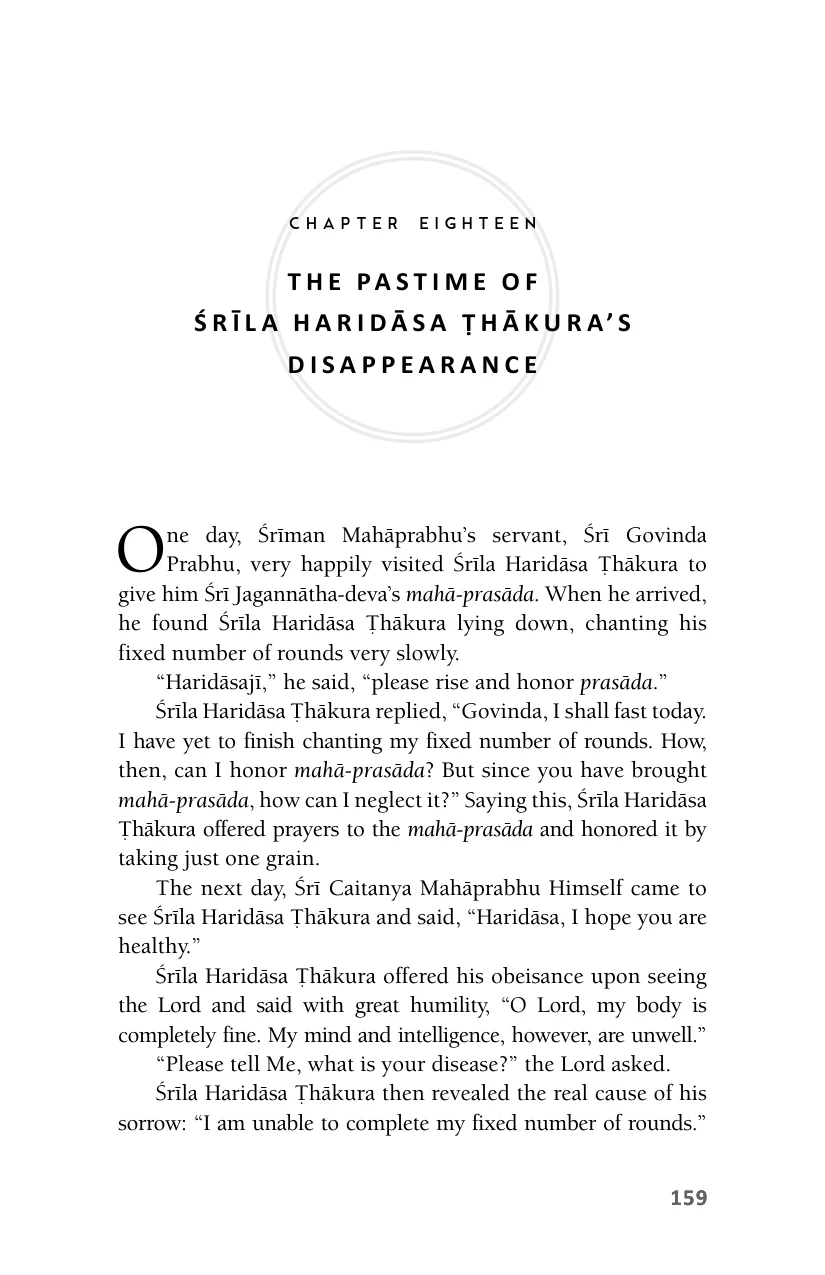 CHAPTER EIGHTEEN
THE PASTIME OF
ŚRĪLA HARIDĀSA ṬHĀKURA’S
DISAPPEARANCE
One day, Śrīman Mahāprabhu’s servant, Śrī Govinda
Prabhu, very happily visited Śrīla Haridāsa Ṭhākura to
give him Śrī Jagannātha-deva’s mahā-prasāda. When he arrived,
he found Śrīla Haridāsa Ṭhākura lying down, chanting his
fixed number of rounds very slowly.
“Haridāsajī,” he said, “please rise and honor prasāda.”
Śrīla Haridāsa Ṭhākura replied, “Govinda, I shall fast today.
I have yet to finish chanting my fixed number of rounds. How,
then, can I honor mahā-prasāda? But since you have brought
mahā-prasāda, how can I neglect it?” Saying this, Śrīla Haridāsa
Ṭhākura offered prayers to the mahā-prasāda and honored it by
taking just one grain.
The next day, Śrī Caitanya Mahāprabhu Himself came to
see Śrīla Haridāsa Ṭhākura and said, “Haridāsa, I hope you are
healthy.”
Śrīla Haridāsa Ṭhākura offered his obeisance upon seeing
the Lord and said with great humility, “O Lord, my body is
completely fine. My mind and intelligence, however, are unwell.”
“Please tell Me, what is your disease?” the Lord asked.
Śrīla Haridāsa Ṭhākura then revealed the real cause of his
sorrow: “I am unable to complete my fixed number of rounds.”
159